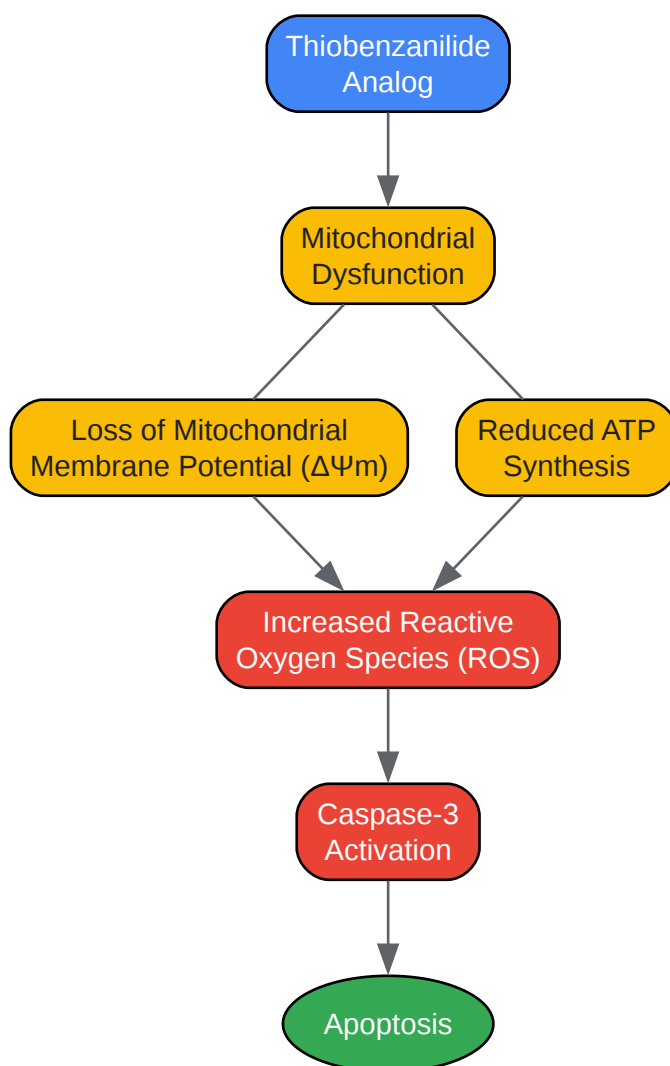 Thiobenzanilide
Analog
Mitochondrial
Dysfunction
Loss of Mitochondrial
Membrane Potential (ΔΨm)
Reduced ATP
Synthesis
Increased Reactive
Oxygen Species (ROS)
Caspase-3
Activation
Apoptosis